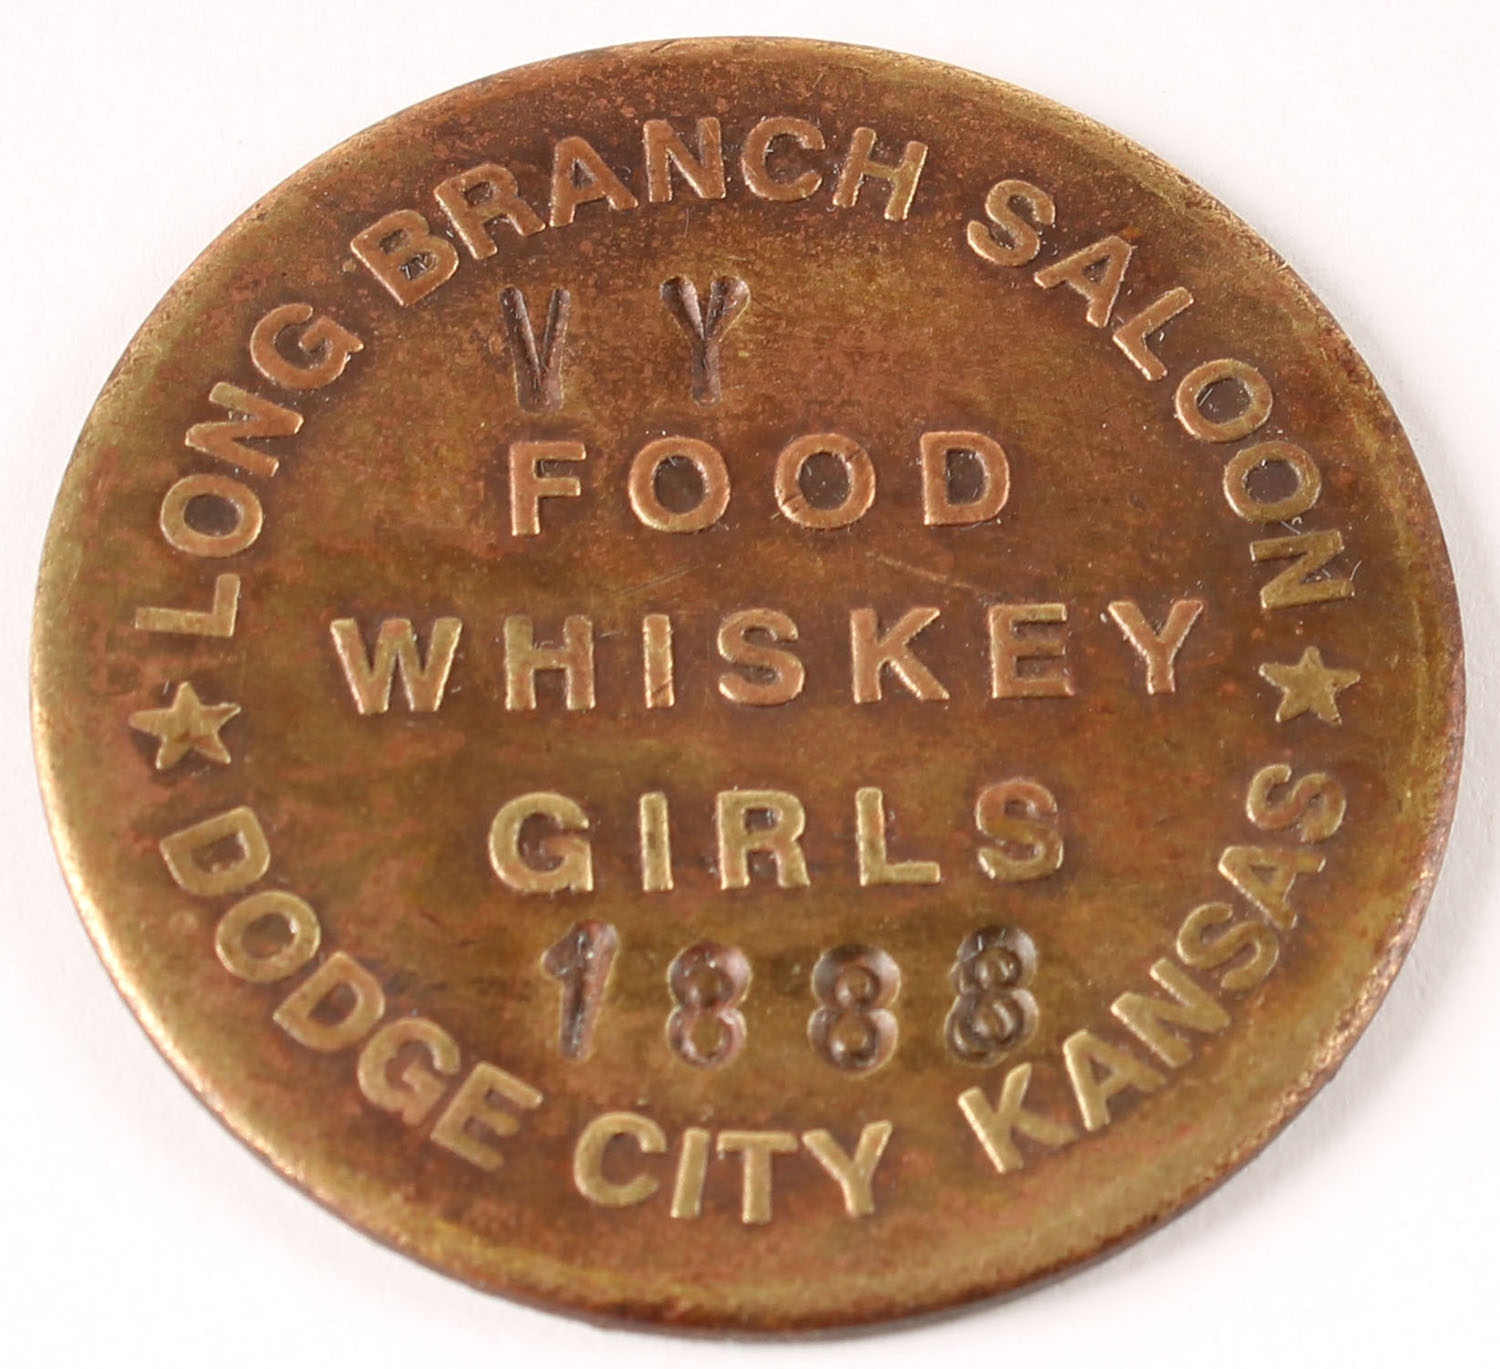 ★ LONG BRANCH SALOON ★
V Y
FOOD
WHISKEY
GIRLS
1888
DODGE CITY KANSAS